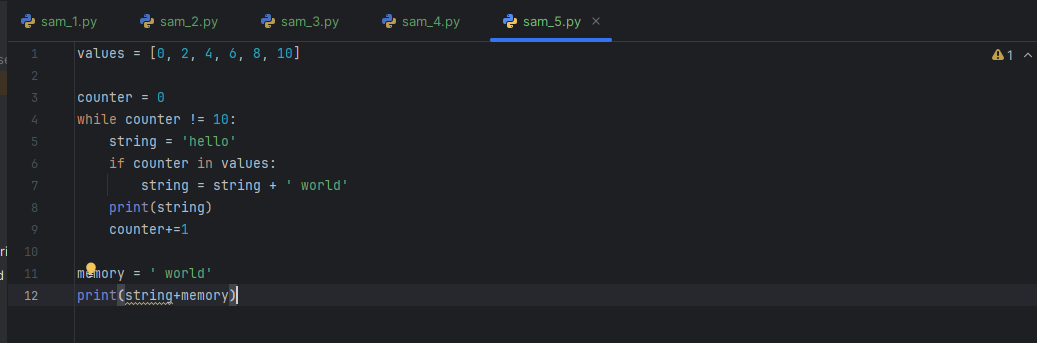 sam_1.py sam_2.py sam_3.py sam_4.py sam_5.py
1 values = [0, 2, 4, 6, 8, 10] 1
2
3 counter = 0
4 while counter != 10:
5 string = 'hello'
6 if counter in values:
7 string = string + ' world'
8 print(string)
9 counter+=1
10
11 memory = ' world'
12 print(string+memory)